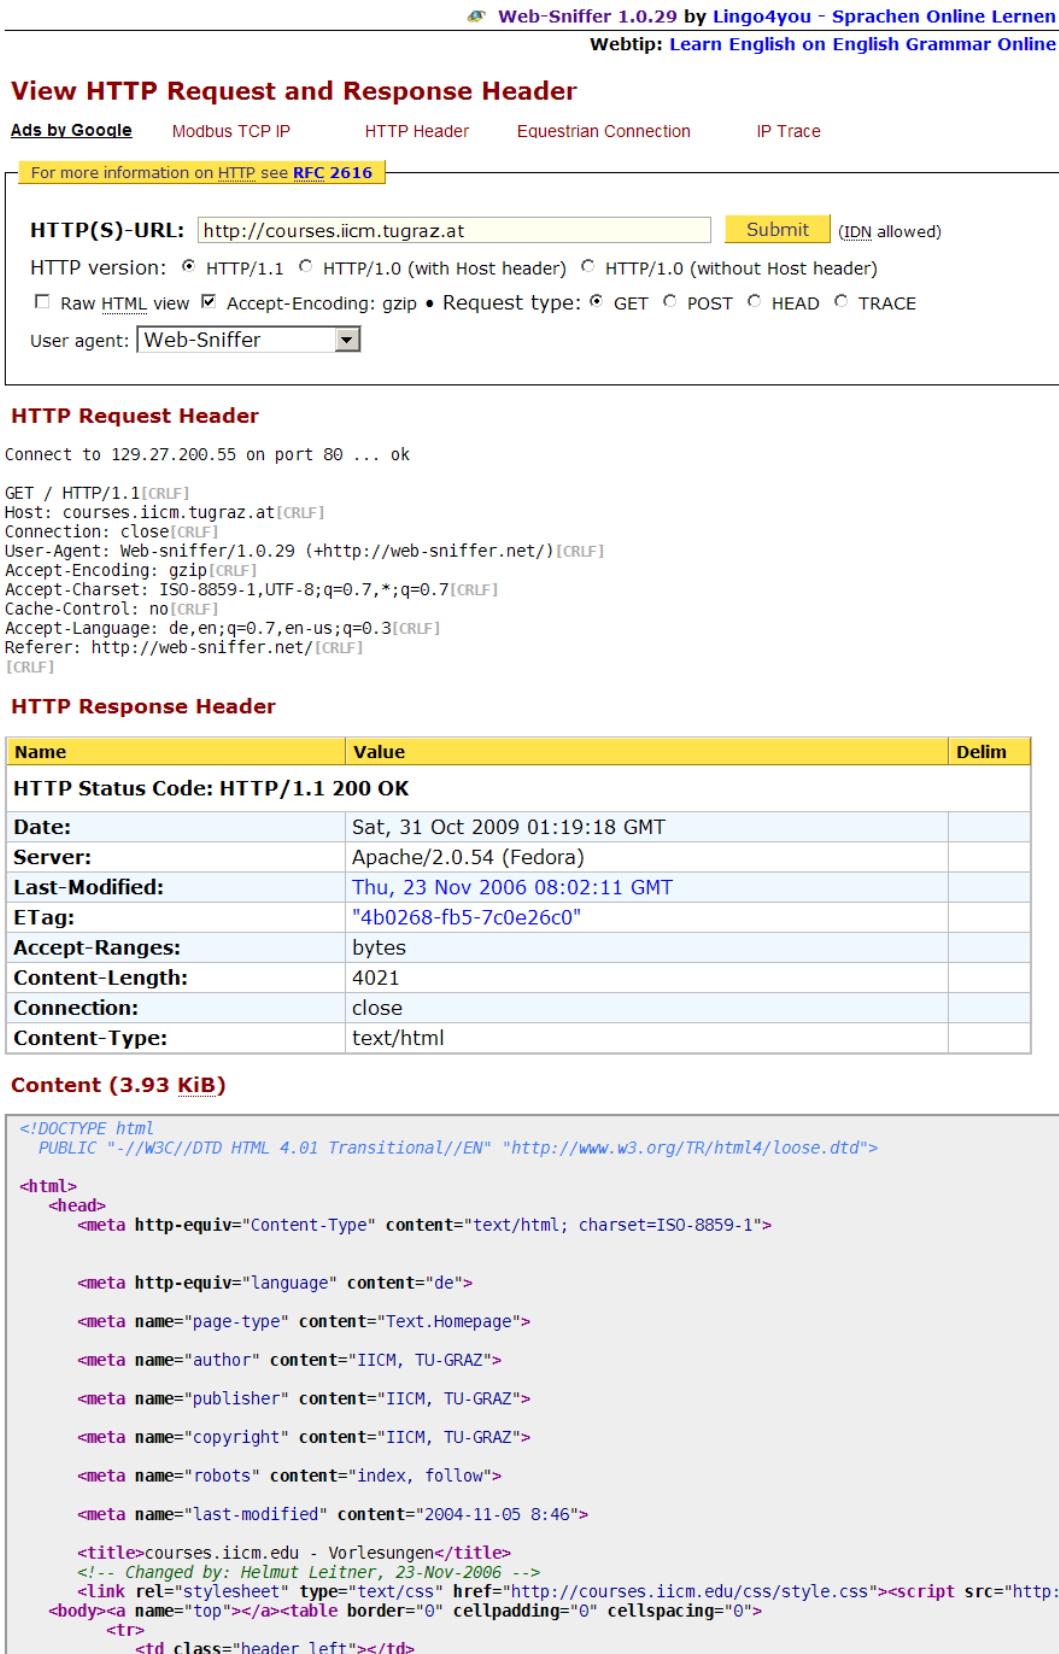 Web-Sniffer 1.0.29 by Lingo4you - Sprachen Online Lernen
Webtip: Learn English on English Grammar Online
View HTTP Request and Response Header
Ads by Google Modbus TCP IP HTTP Header Equestrian Connection IP Trace
For more information on HTTP see RFC 2616
HTTP(S)-URL: http://courses.iicm.tugraz.at Submit (IDN allowed)
HTTP version: HTTP/1.1 HTTP/1.0 (with Host header) HTTP/1.0 (without Host header)
Raw HTML view Accept-Encoding: gzip • Request type: GET POST HEAD TRACE
User agent: Web-Sniffer
HTTP Request Header
Connect to 129.27.200.55 on port 80 ... ok
GET / HTTP/1.1[CRLF]
Host: courses.iicm.tugraz.at[CRLF]
Connection: close[CRLF]
User-Agent: Web-sniffer/1.0.29 (+http://web-sniffer.net/)[CRLF]
Accept-Encoding: gzip[CRLF]
Accept-Charset: ISO-8859-1,UTF-8;q=0.7,*;q=0.7[CRLF]
Cache-Control: no[CRLF]
Accept-Language: de,en;q=0.7,en-us;q=0.3[CRLF]
Referer: http://web-sniffer.net/[CRLF]
[CRLF]
HTTP Response Header
Name Value Delim
HTTP Status Code: HTTP/1.1 200 OK
Date: Sat, 31 Oct 2009 01:19:18 GMT
Server: Apache/2.0.54 (Fedora)
Last-Modified: Thu, 23 Nov 2006 08:02:11 GMT
ETag: "4b0268-fb5-7c0e26c0"
Accept-Ranges: bytes
Content-Length: 4021
Connection: close
Content-Type: text/html
Content (3.93 KiB)
<!DOCTYPE html
PUBLIC "-//W3C//DTD HTML 4.01 Transitional//EN" "http://www.w3.org/TR/html4/loose.dtd">
<html>
<head>
<meta http-equiv="Content-Type" content="text/html; charset=ISO-8859-1">
<meta http-equiv="language" content="de">
<meta name="page-type" content="Text.Homepage">
<meta name="author" content="IICM, TU-GRAZ">
<meta name="publisher" content="IICM, TU-GRAZ">
<meta name="copyright" content="IICM, TU-GRAZ">
<meta name="robots" content="index, follow">
<meta name="last-modified" content="2004-11-05 8:46">
<title>courses.iicm.edu - Vorlesungen</title>
<!-- Changed by: Helmut Leitner, 23-Nov-2006 -->
<link rel="stylesheet" type="text/css" href="http://courses.iicm.edu/css/style.css"><script src="http:
<body><a name="top"></a><table border="0" cellpadding="0" cellspacing="0">
<tr>
<td class="header_left"></td>